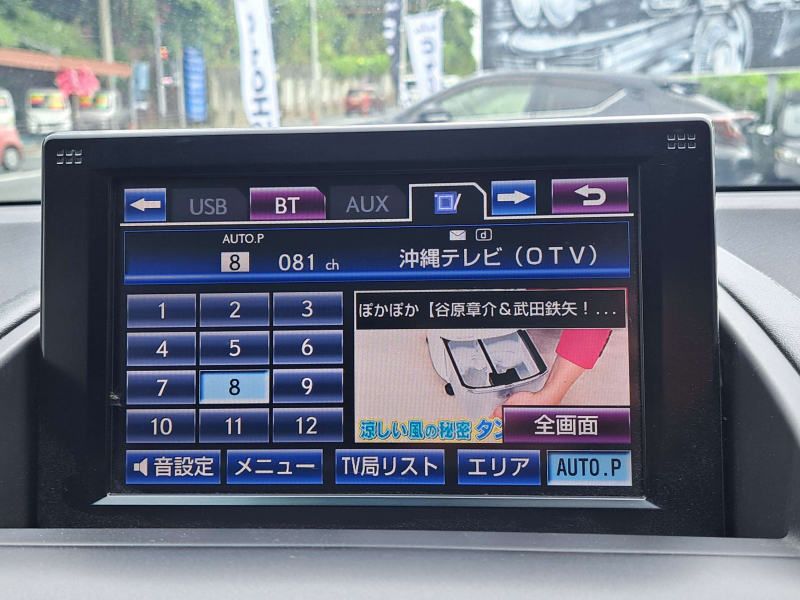 USB BT AUX
AUTO.P
8 081 ch 沖縄テレビ（OTV）
1 2 3
4 5 6
7 8 9
10 11 12
ぽかぽか【谷原章介＆武田鉄矢！...
涼しい風の秘密 タン
全画面
音設定 メニュー TV局リスト エリア AUTO.P